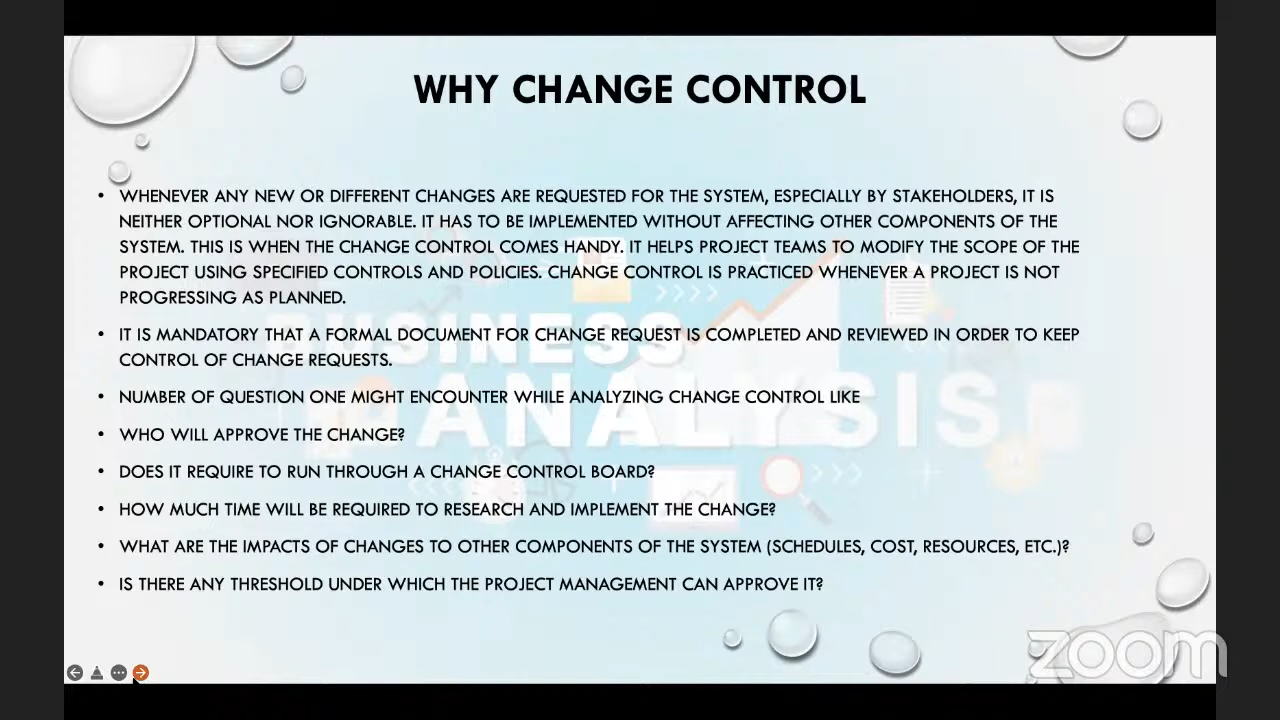 WHY CHANGE CONTROL
• WHENEVER ANY NEW OR DIFFERENT CHANGES ARE REQUESTED FOR THE SYSTEM, ESPECIALLY BY STAKEHOLDERS, IT IS
NEITHER OPTIONAL NOR IGNORABLE. IT HAS TO BE IMPLEMENTED WITHOUT AFFECTING OTHER COMPONENTS OF THE
SYSTEM. THIS IS WHEN THE CHANGE CONTROL COMES HANDY. IT HELPS PROJECT TEAMS TO MODIFY THE SCOPE OF THE
PROJECT USING SPECIFIED CONTROLS AND POLICIES. CHANGE CONTROL IS PRACTICED WHENEVER A PROJECT IS NOT
PROGRESSING AS PLANNED.
• IT IS MANDATORY THAT A FORMAL DOCUMENT FOR CHANGE REQUEST IS COMPLETED AND REVIEWED IN ORDER TO KEEP
CONTROL OF CHANGE REQUESTS.
• NUMBER OF QUESTION ONE MIGHT ENCOUNTER WHILE ANALYZING CHANGE CONTROL LIKE
• WHO WILL APPROVE THE CHANGE?
• DOES IT REQUIRE TO RUN THROUGH A CHANGE CONTROL BOARD?
• HOW MUCH TIME WILL BE REQUIRED TO RESEARCH AND IMPLEMENT THE CHANGE?
• WHAT ARE THE IMPACTS OF CHANGES TO OTHER COMPONENTS OF THE SYSTEM (SCHEDULES, COST, RESOURCES, ETC.)?
• IS THERE ANY THRESHOLD UNDER WHICH THE PROJECT MANAGEMENT CAN APPROVE IT?
BUSINESS
ANALYSIS
zoom